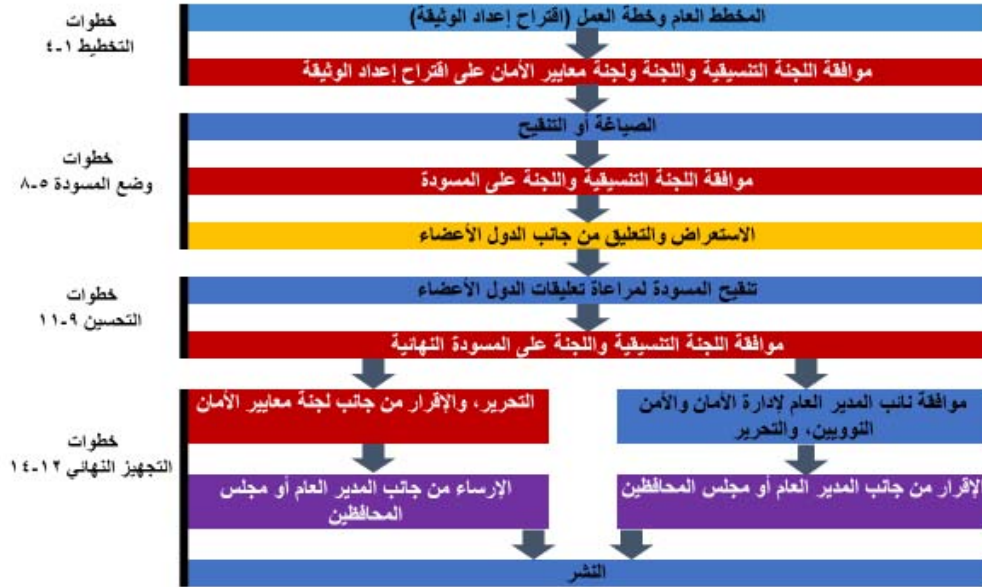 خطوات
التخطيط ١-٤
المخطط العام وخطة العمل (اقتراح إعداد الوثيقة)
موافقة اللجنة التنسيقية واللجنة ولجنة معايير الأمان على اقتراح إعداد الوثيقة
خطوات
وضع المسودة ٥-٨
الصياغة أو التنقيح
موافقة اللجنة التنسيقية واللجنة على المسودة
الاستعراض والتعليق من جانب الدول الأعضاء
خطوات
التحسين ٩-١١
تنقيح المسودة لمراعاة تعليقات الدول الأعضاء
موافقة اللجنة التنسيقية واللجنة على المسودة النهائية
خطوات
التجهيز النهائي ١٢-١٤
موافقة نائب المدير العام لإدارة الأمان والأمن
النوويين، والتحرير
التحرير، والإقرار من جانب لجنة معايير الأمان
الإقرار من جانب المدير العام أو مجلس المحافظين
الإرساء من جانب المدير العام أو مجلس
المحافظين
النشر